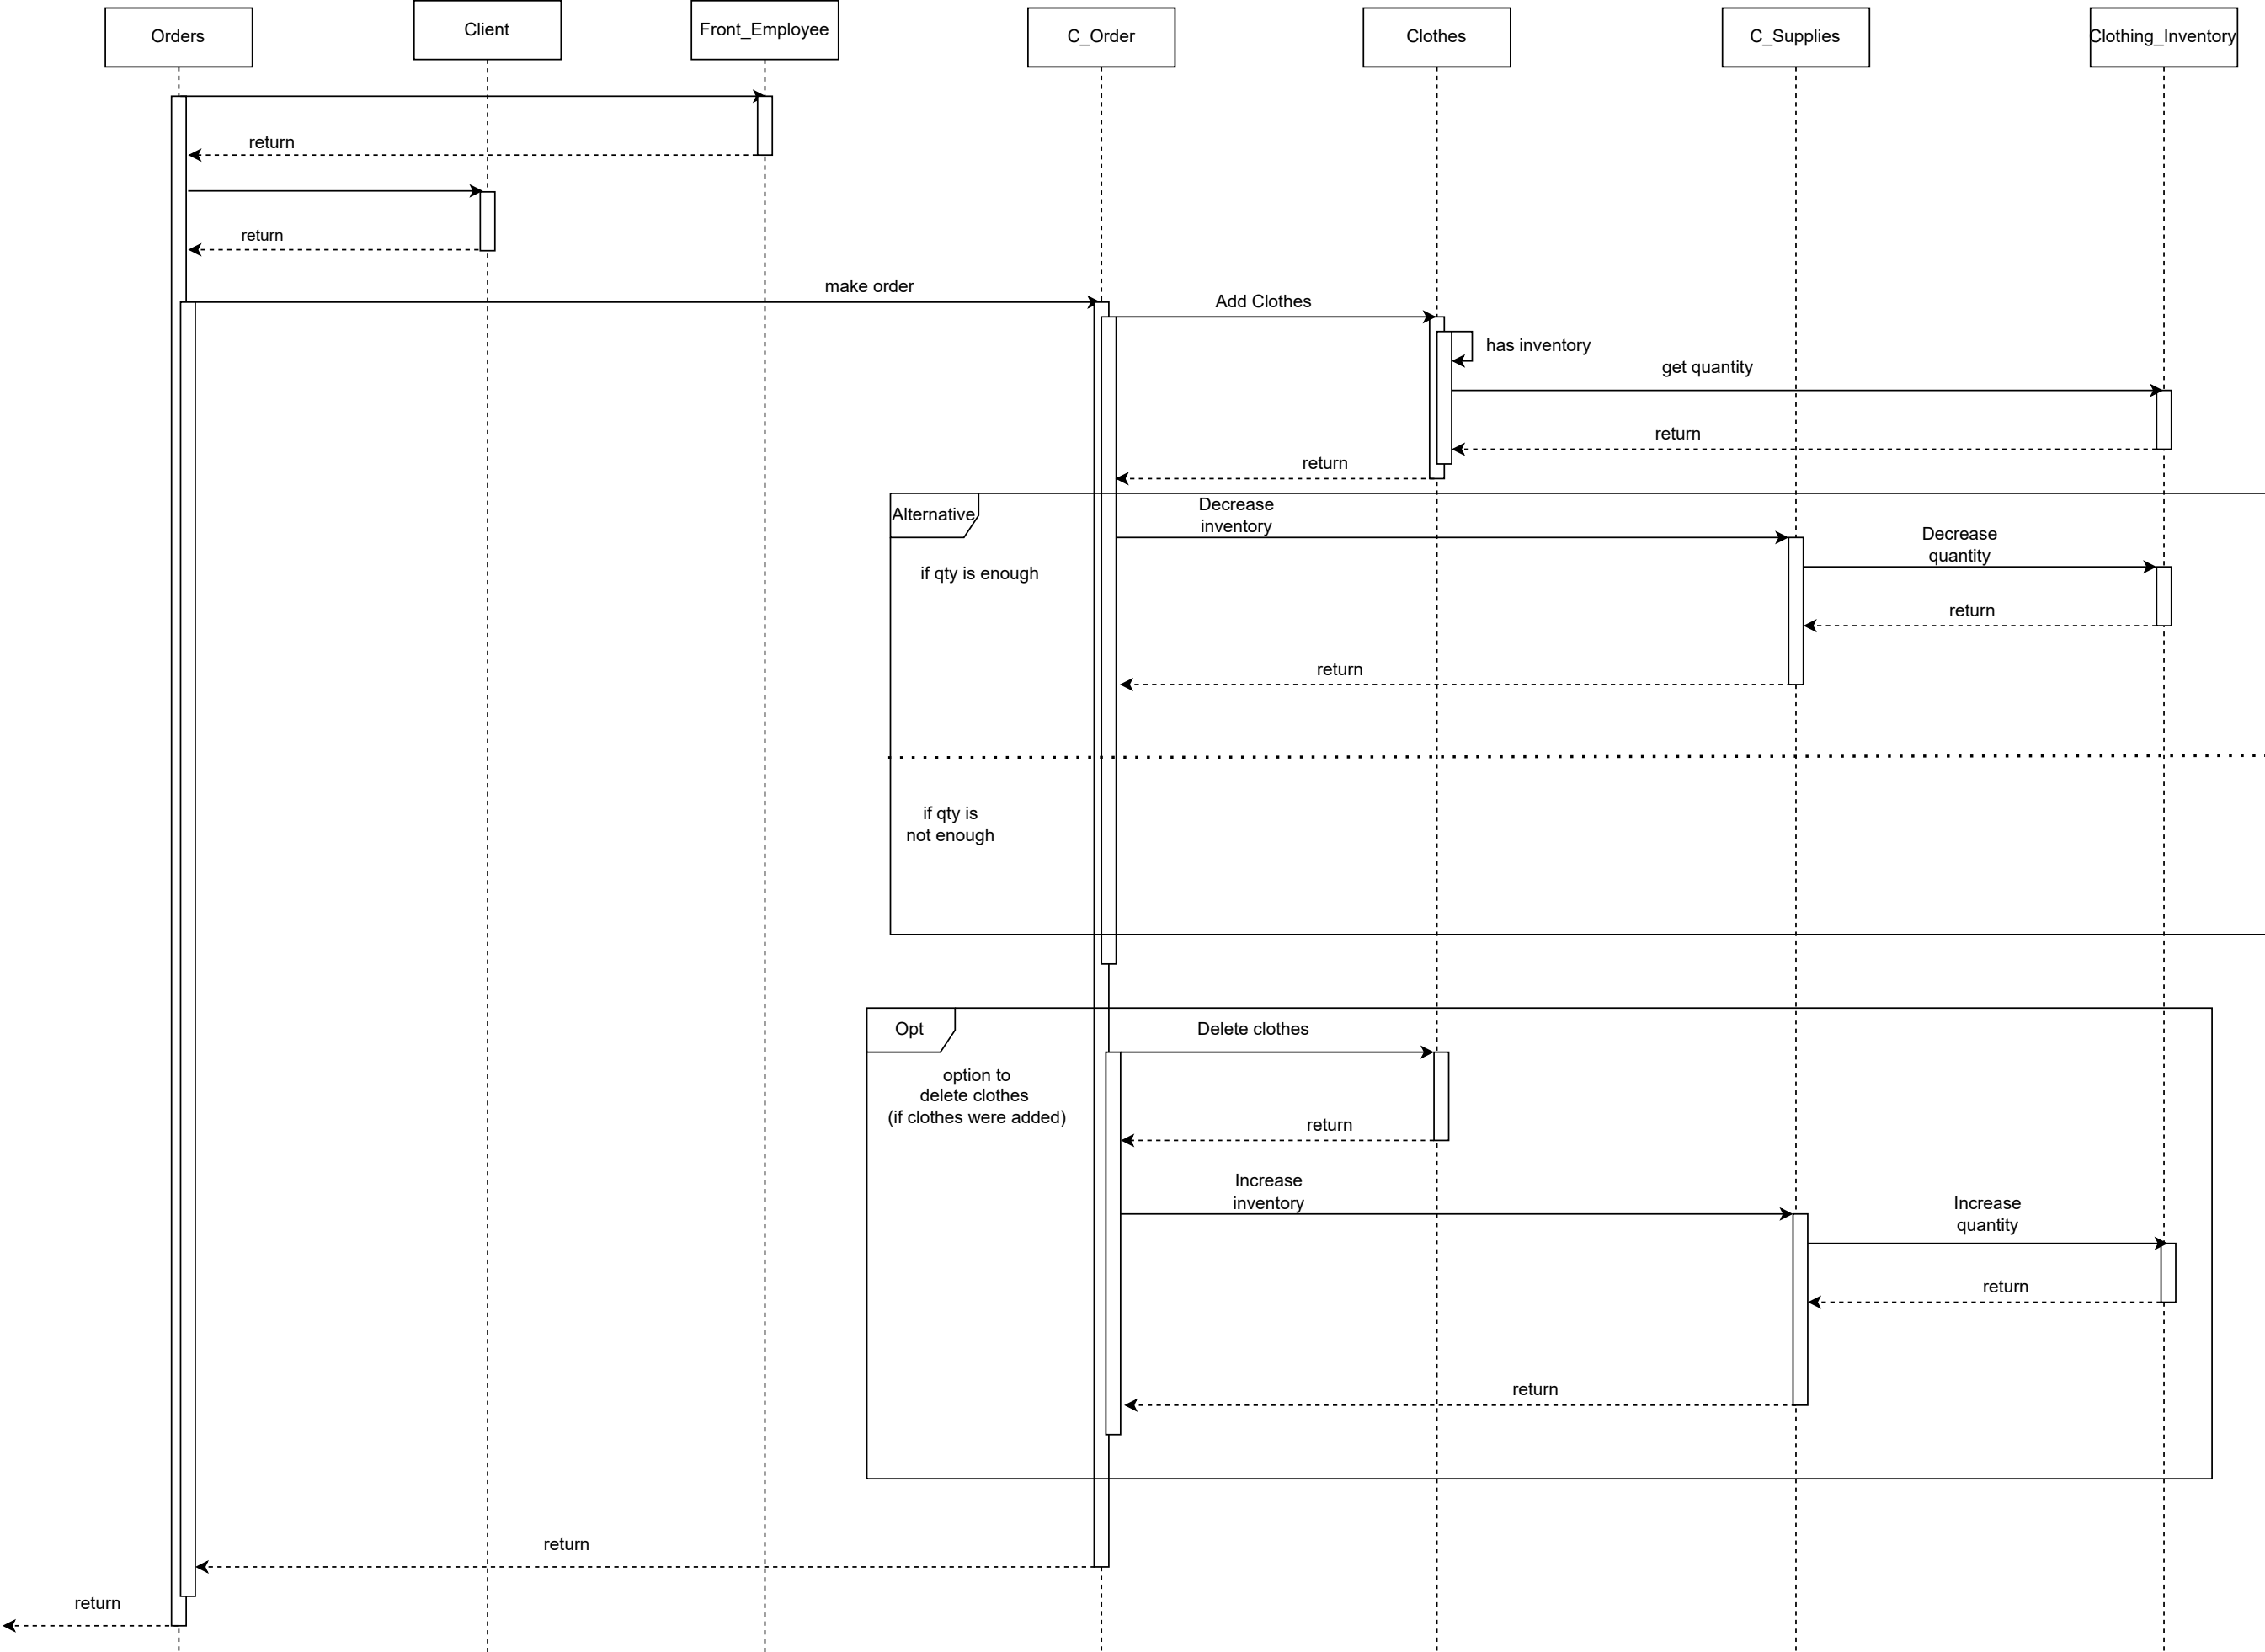 Orders
Client
Front_Employee
C_Order
Clothes
C_Supplies
Clothing_Inventory
return
return
make order
Add Clothes
has inventory
get quantity
return
return
Alternative
Decrease
inventory
Decrease
quantity
if qty is enough
return
return
if qty is
not enough
Opt
Delete clothes
option to
delete clothes
(if clothes were added)
return
Increase
inventory
Increase
quantity
return
return
return
return